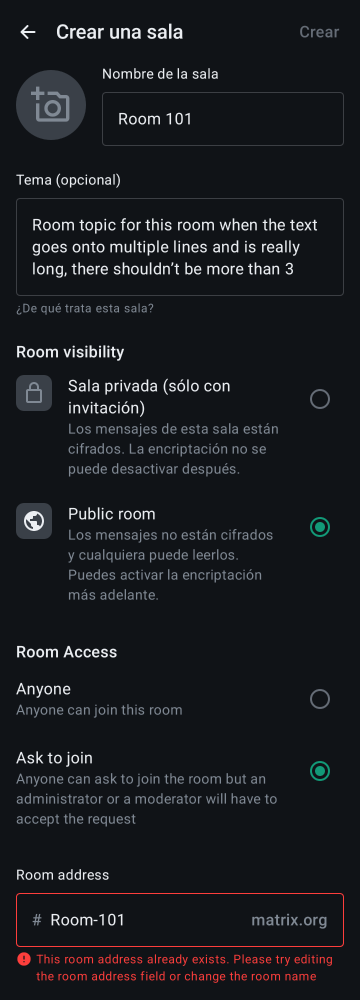 Crear una sala
Crear
Nombre de la sala
Room 101
Tema (opcional)
Room topic for this room when the text
goes onto multiple lines and is really
long, there shouldn’t be more than 3
¿De qué trata esta sala?
Room visibility
Sala privada (sólo con
invitación)
Los mensajes de esta sala están
cifrados. La encriptación no se
puede desactivar después.
Public room
Los mensajes no están cifrados
y cualquiera puede leerlos.
Puedes activar la encriptación
más adelante.
Room Access
Anyone
Anyone can join this room
Ask to join
Anyone can ask to join the room but an
administrator or a moderator will have to
accept the request
Room address
# Room-101 matrix.org
This room address already exists. Please try editing
the room address field or change the room name